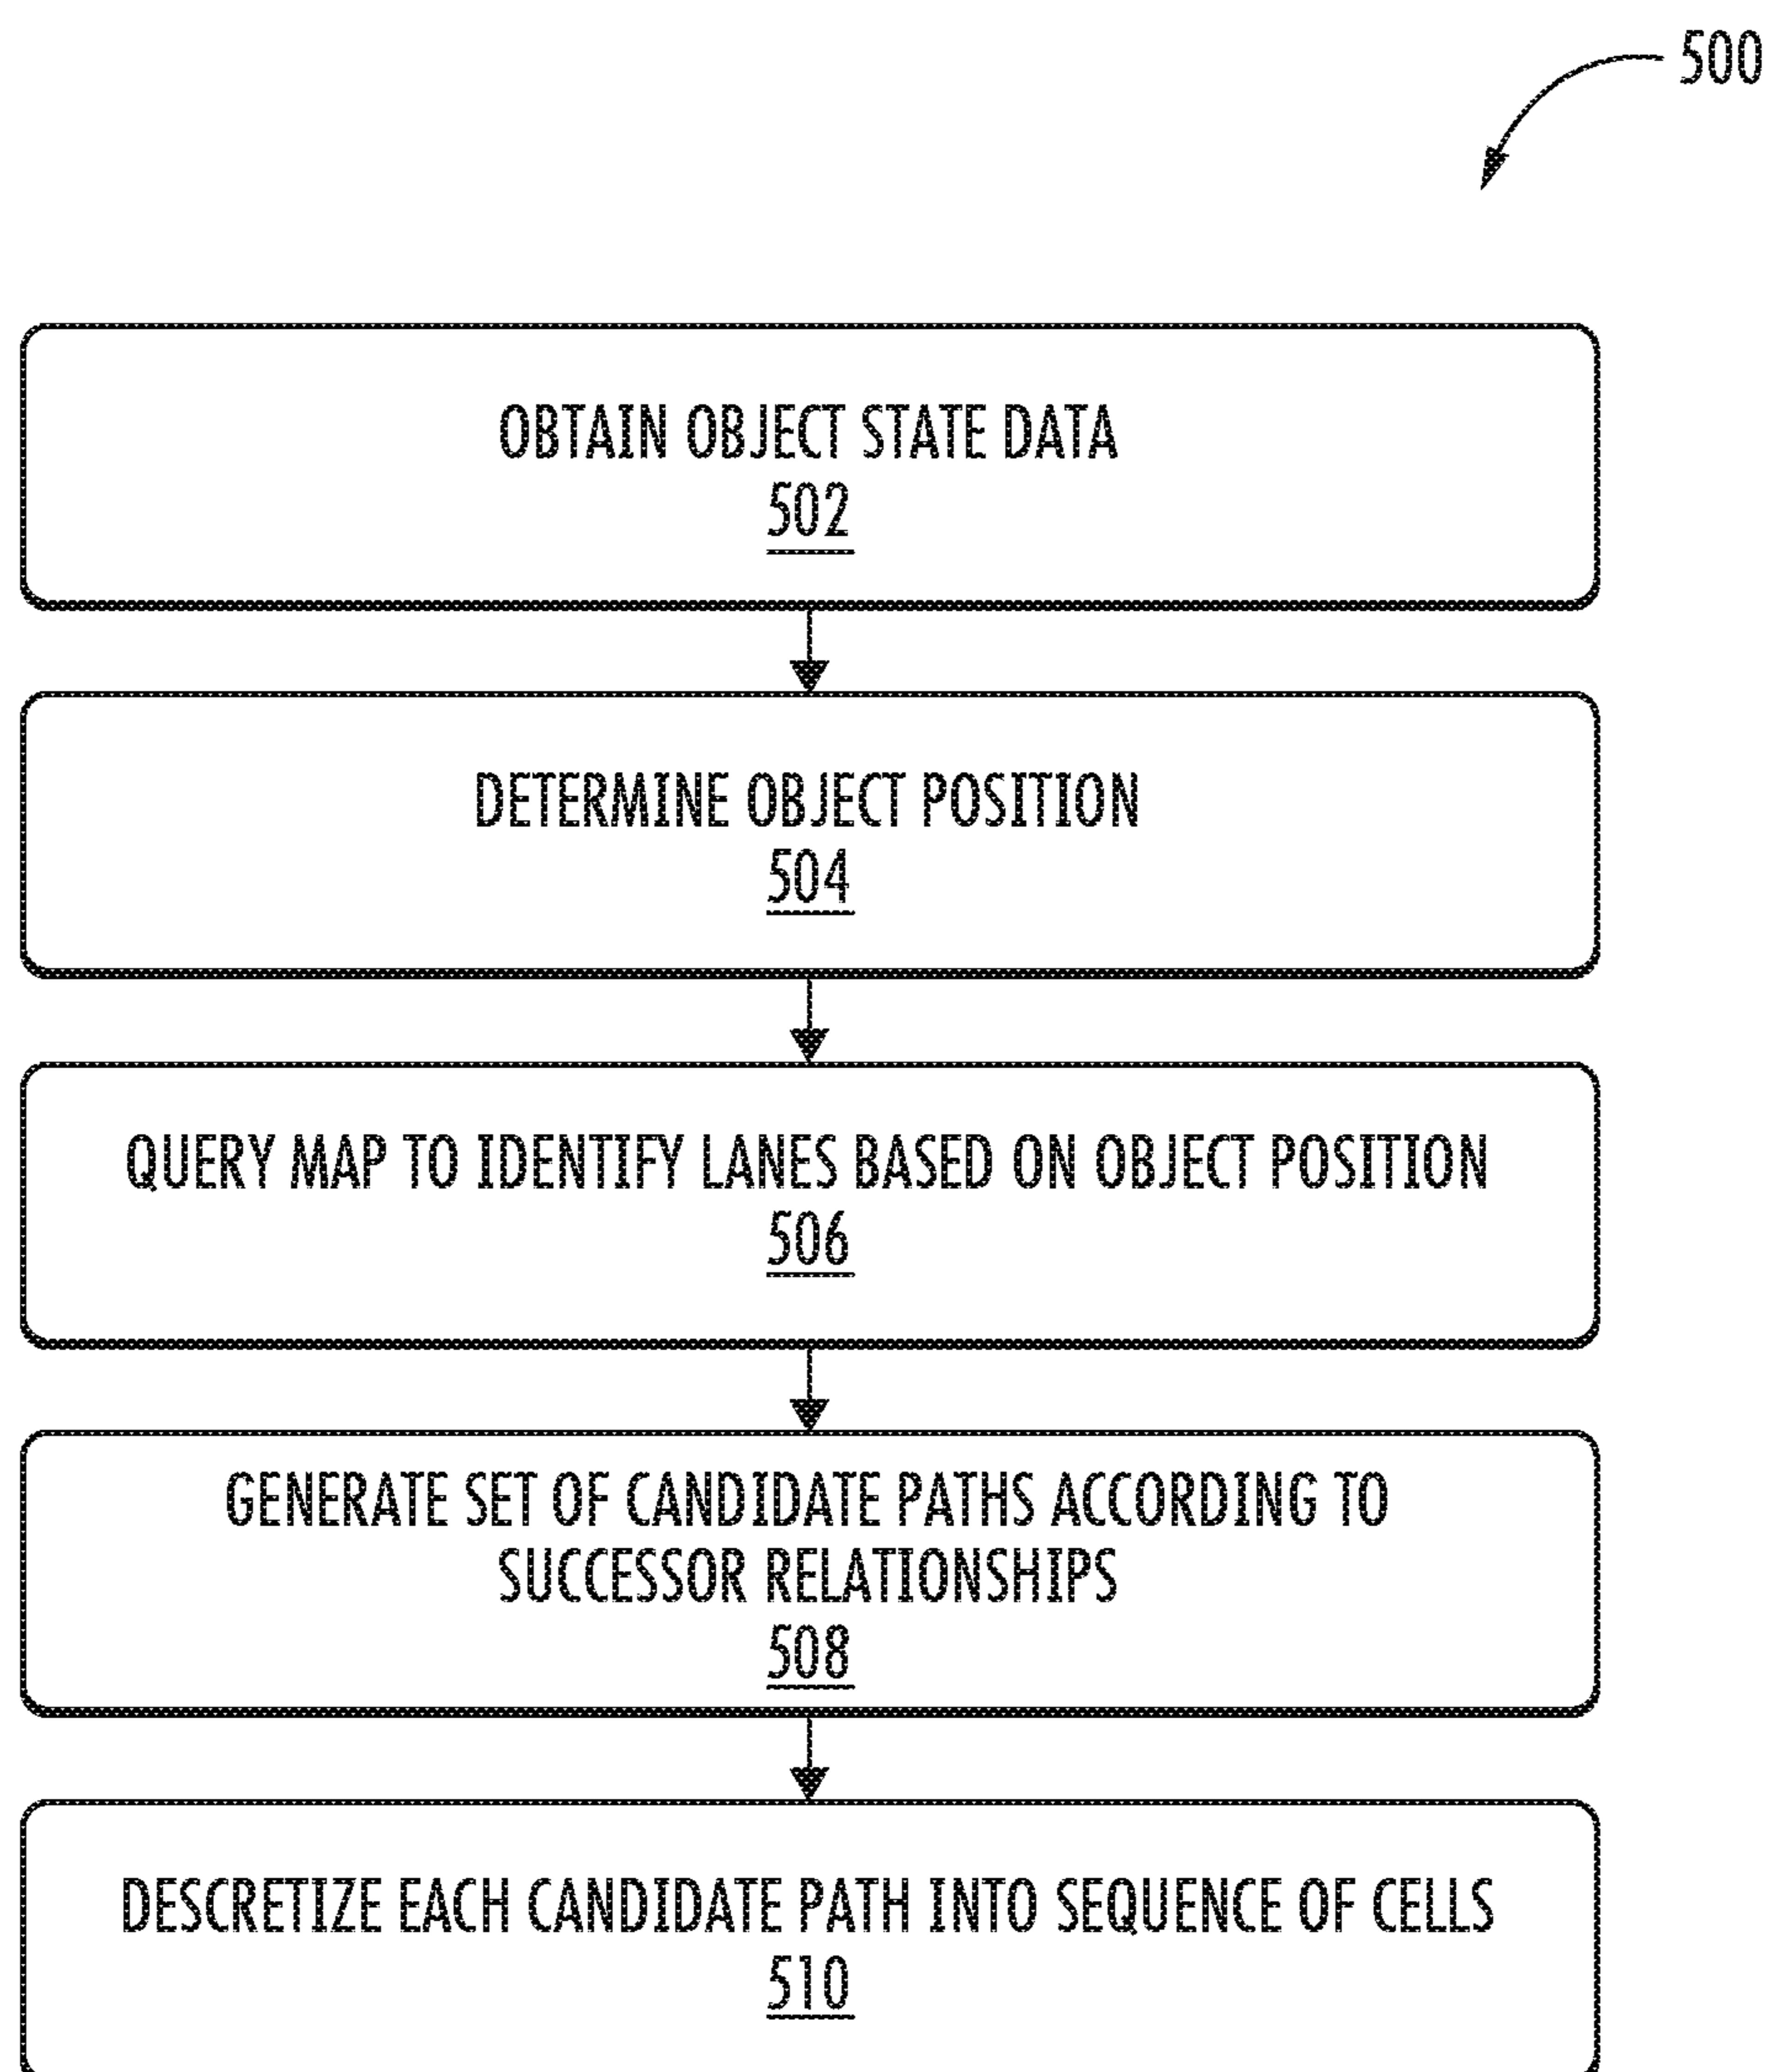 500
OBTAIN OBJECT STATE DATA
502
DETERMINE OBJECT POSITION
504
QUERY MAP TO IDENTIFY LANES BASED ON OBJECT POSITION
506
GENERATE SET OF CANDIDATE PATHS ACCORDING TO
SUCCESSOR RELATIONSHIPS
508
DESCRETIZE EACH CANDIDATE PATH INTO SEQUENCE OF CELLS
510